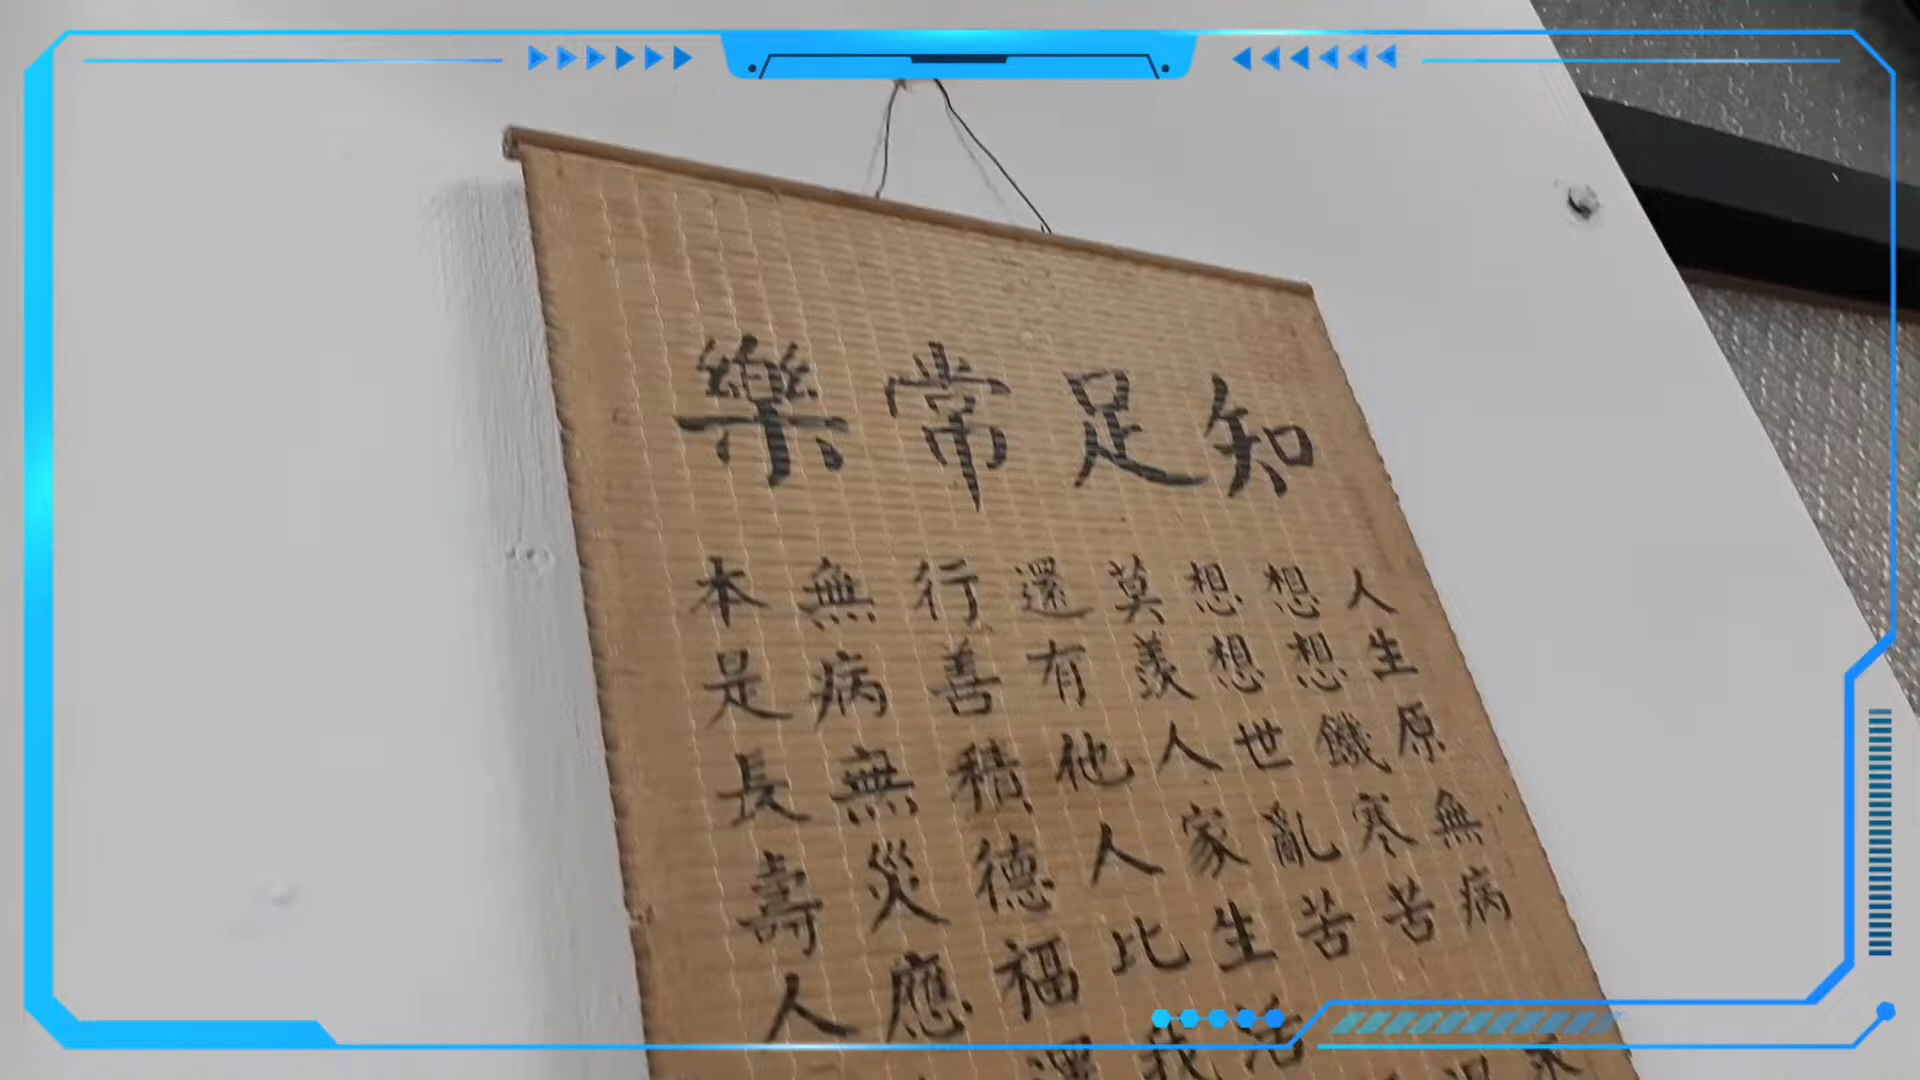 知足常樂
人生原無病
想想饑寒苦
想想世亂苦
莫羨人家生活
還有他人比我
行善積德福
無病無災應
本是長壽人